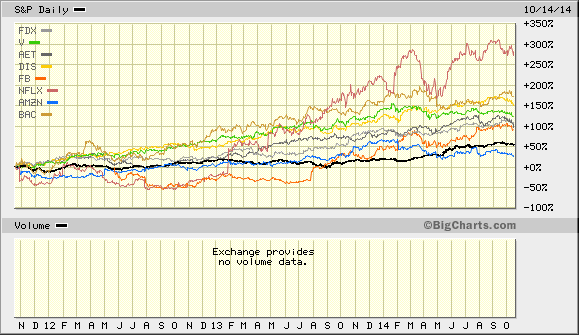 S&P Daily 10/14/14
FDX
V
AET
DIS
FB
NFLX
AMZN
BAC
+350%
+300%
+250%
+200%
+150%
+100%
+50%
+0%
-50%
-100%
Volume ©BigCharts.com
Exchange provides
no volume data.
N D 12 F M A M J J A S O N D 13 F M A M J J A S O N D 14 F M A M J J A S O